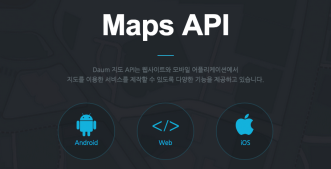 Maps API
Daum 지도 API는 웹사이트와 모바일 어플리케이션에서
지도를 이용한 서비스를 제작할 수 있도록 다양한 기능을 제공하고 있습니다.
Android
</>
Web
iOS